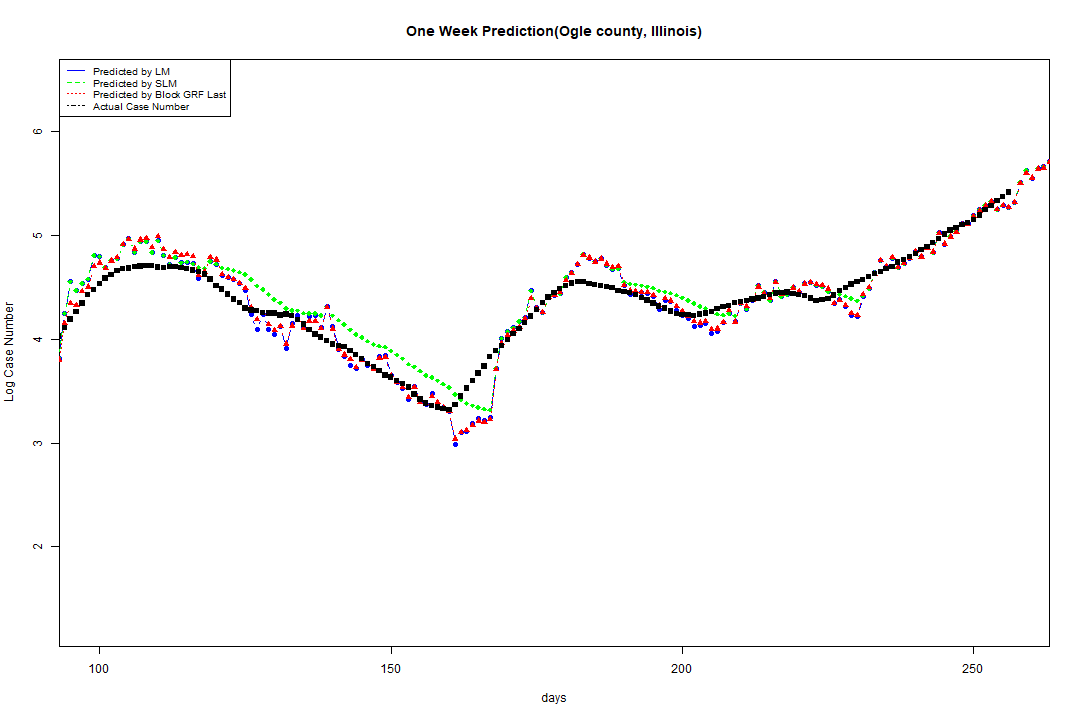 One Week Prediction(Ogle county, Illinois)
Predicted by LM
Predicted by SLM
Predicted by Block GRF Last
Actual Case Number
6
5
4
3
2
Log Case Number
100 150 200 250
days